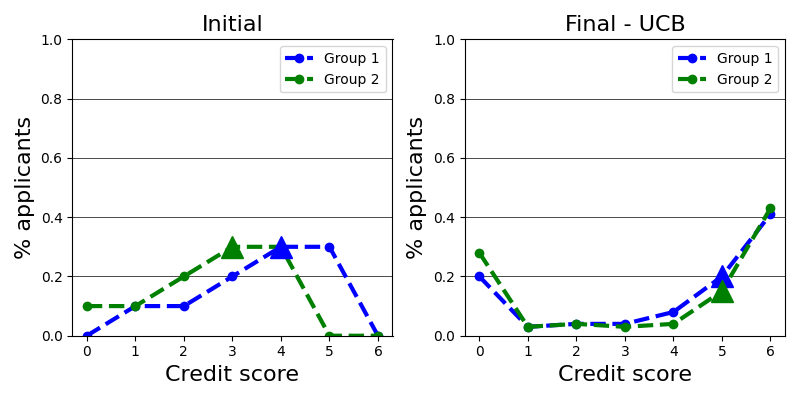 Initial
% applicants
1.0
0.8
0.6
0.4
0.2
0.0
Group 1
Group 2
0 1 2 3 4 5 6
Credit score
Final - UCB
% applicants
1.0
0.8
0.6
0.4
0.2
0.0
Group 1
Group 2
0 1 2 3 4 5 6
Credit score